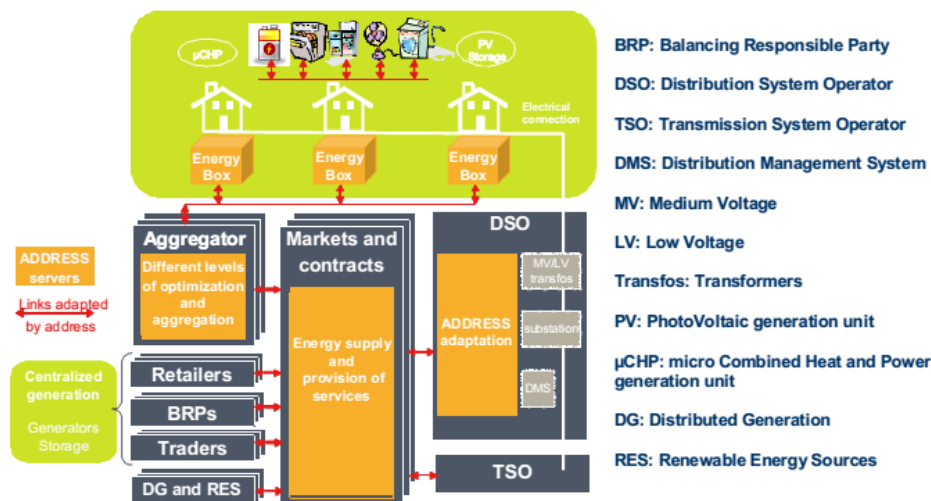 µCHP
PV
Storage
Electrical
connection
Energy
Box
Energy
Box
Energy
Box
ADDRESS
servers
Links adapted
by address
Aggregator
Different levels
of optimization
and
aggregation
Markets and
contracts
Energy supply
and
provision of
services
DSO
ADDRESS
adaptation
MV/LV
transfos
substation
DMS
Centralized
generation
Generators
Storage
Retailers
BRPs
Traders
DG and RES
TSO
BRP: Balancing Responsible Party
DSO: Distribution System Operator
TSO: Transmission System Operator
DMS: Distribution Management System
MV: Medium Voltage
LV: Low Voltage
Transfos: Transformers
PV: PhotoVoltaic generation unit
µCHP: micro Combined Heat and Power
generation unit
DG: Distributed Generation
RES: Renewable Energy Sources